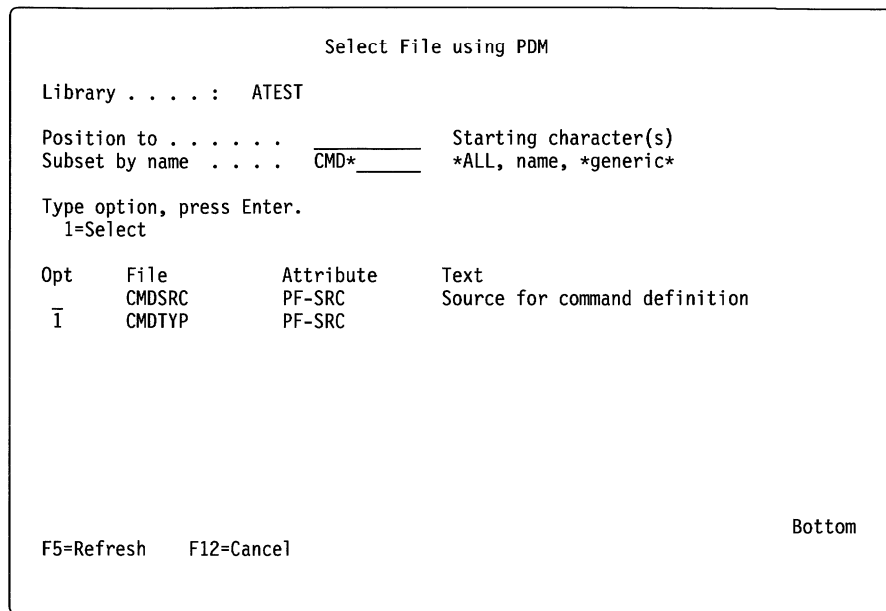 Select File using PDM
Library . . . . :   ATEST
Position to . . . . . .   __________   Starting character(s)
Subset by name  . . . .   CMD*______   *ALL, name, *generic*
Type option, press Enter.
1=Select
Opt   File   Attribute   Text
_   CMDSRC   PF-SRC   Source for command definition
1   CMDTYP   PF-SRC
Bottom
F5=Refresh   F12=Cancel